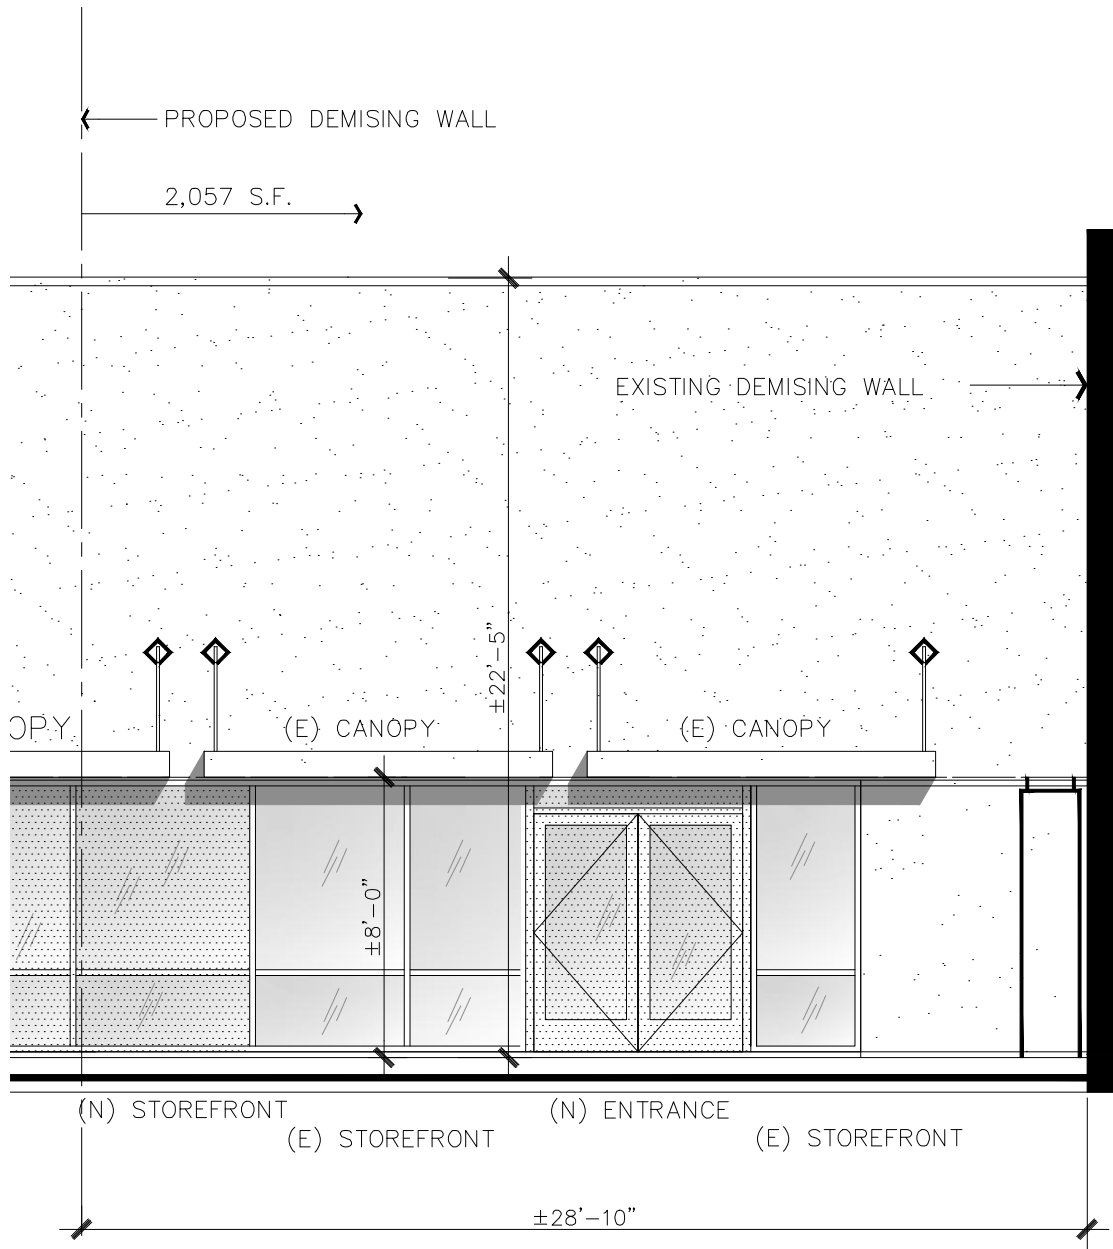 PROPOSED DEMISING WALL
2,057 S.F.
EXISTING DEMISING WALL
±22'-5"
OPY
(E) CANOPY
(E) CANOPY
±8'-0"
(N) STOREFRONT
(N) ENTRANCE
(E) STOREFRONT
(E) STOREFRONT
±28'-10"